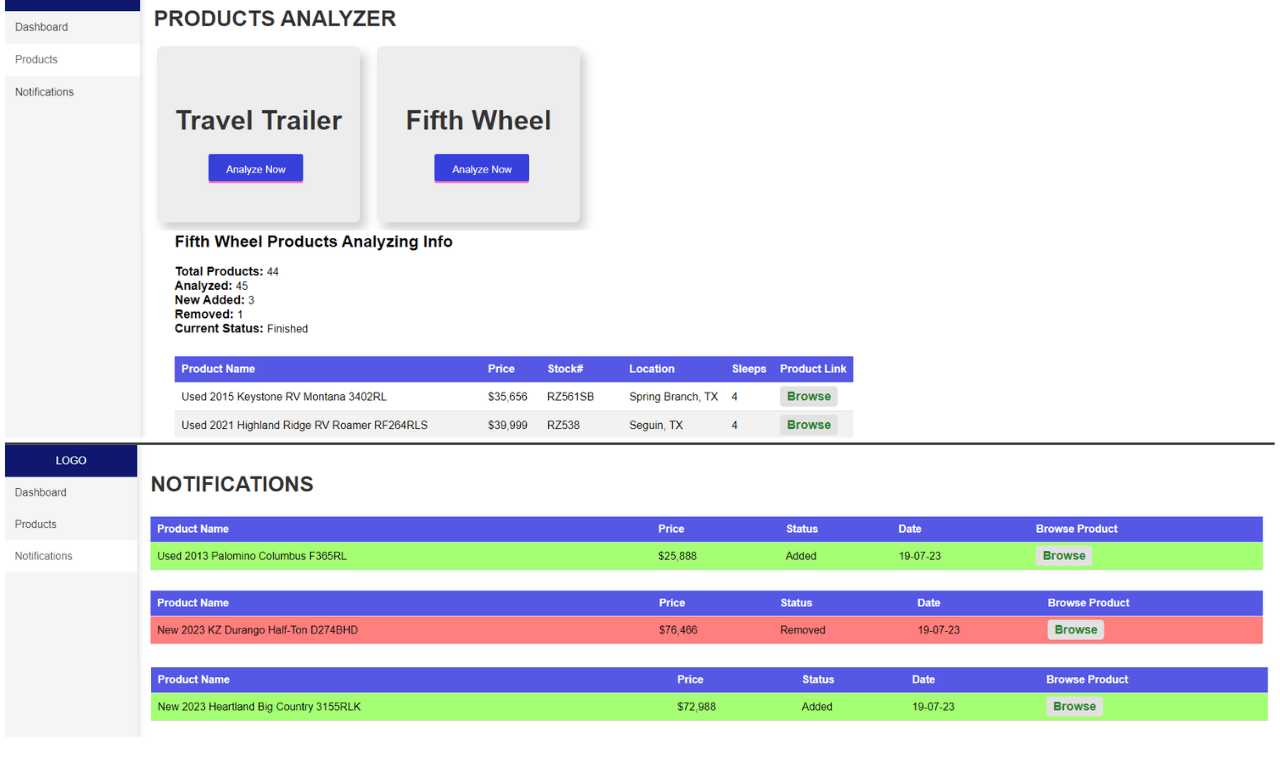 PRODUCTS ANALYZER
Dashboard
Products
Notifications
Travel Trailer
Analyze Now
Fifth Wheel
Analyze Now
Fifth Wheel Products Analyzing Info
Total Products: 44
Analyzed: 45
New Added: 3
Removed: 1
Current Status: Finished
Product Name Price Stock# Location Sleeps Product Link
Used 2015 Keystone RV Montana 3402RL $35,656 RZ561SB Spring Branch, TX 4 Browse
Used 2021 Highland Ridge RV Roamer RF264RLS $39,999 RZ538 Seguin, TX 4 Browse
LOGO
Dashboard
Products
Notifications
NOTIFICATIONS
Product Name Price Status Date Browse Product
Used 2013 Palomino Columbus F365RL $25,888 Added 19-07-23 Browse
Product Name Price Status Date Browse Product
New 2023 KZ Durango Half-Ton D274BHD $76,466 Removed 19-07-23 Browse
Product Name Price Status Date Browse Product
New 2023 Heartland Big Country 3155RLK $72,988 Added 19-07-23 Browse